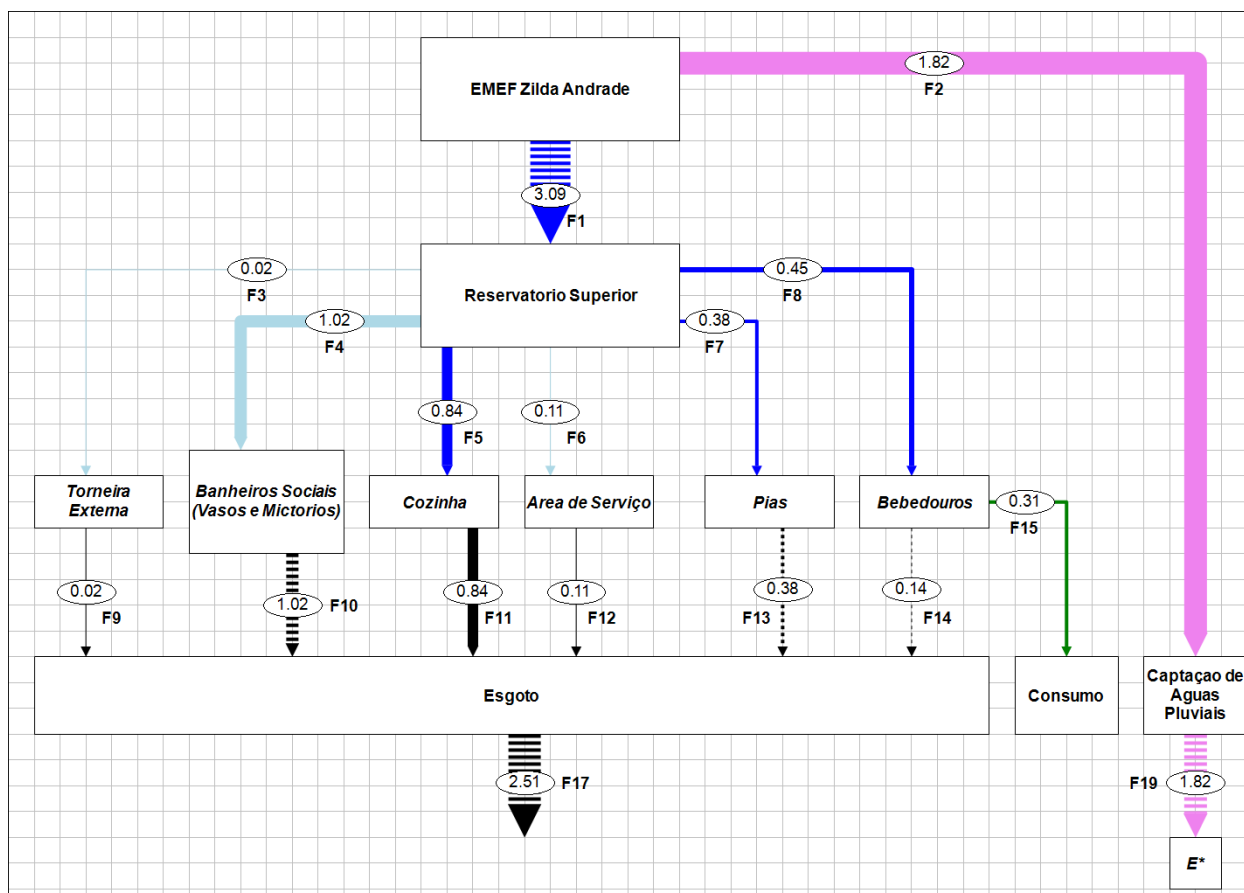 EMEF Zilda Andrade
1.82
F2
3.09
F1
Reservatorio Superior
0.02
F3
1.02
F4
0.45
F8
0.38
F7
0.84
F5
0.11
F6
Torneira
Externa
Banheiros Sociais
(Vasos e Mictorios)
Cozinha
Area de Serviço
Pias
Bebedouros
0.31
F15
0.02
F9
1.02
F10
0.84
F11
0.11
F12
0.38
F13
0.14
F14
Esgoto
Consumo
Captaçao de
Aguas
Pluviais
2.51
F17
F19
1.82
E*